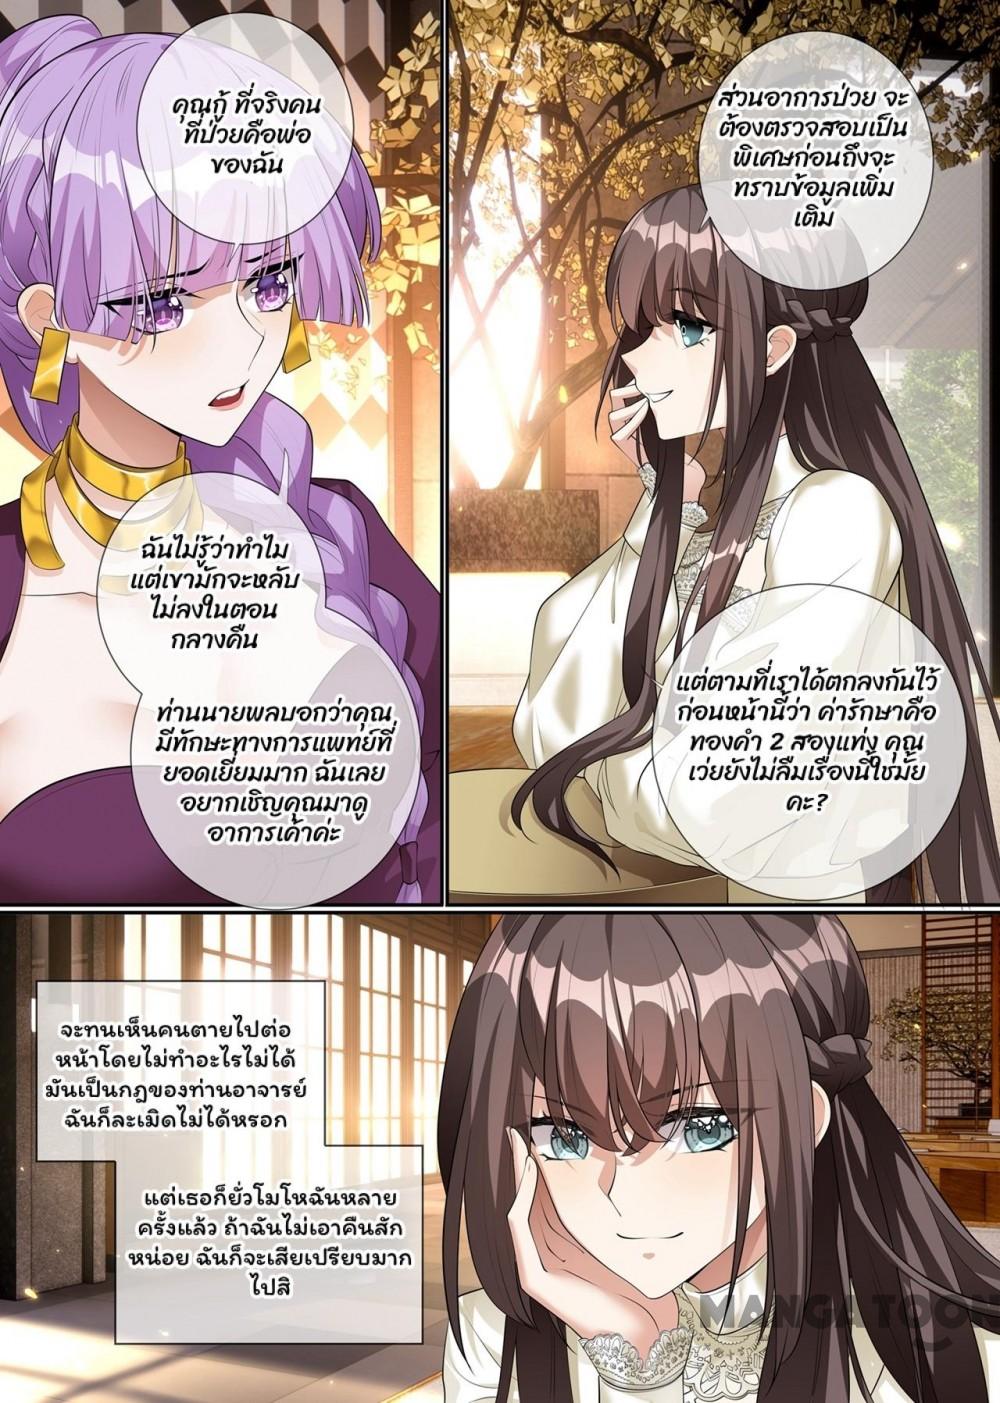 คุณกู้ ที่จริงคน
ที่ป่วยคือพ่อ
ของฉัน
ฉันไม่รู้ว่าทำไม
แต่เขามักจะหลับ
ไม่ลงในตอน
กลางคืน
ท่านนายพลบอกว่าคุณ
มีทักษะทางการแพทย์ที่
ยอดเยี่ยมมาก ฉันเลย
อยากเชิญคุณมาดู
อาการเค้าค่ะ
ส่วนอาการป่วย จะ
ต้องตรวจสอบเป็น
พิเศษก่อนถึงจะ
ทราบข้อมูลเพิ่ม
เติม
แต่ตามที่เราได้ตกลงกันไว้
ก่อนหน้านี้ว่า ค่ารักษาคือ
ทองคำ 2 สองแท่ง คุณ
เว่ยยังไม่ลืมเรื่องนี้ใช่มั้ย
คะ?
จะทนเห็นคนตายไปต่อ
หน้าโดยไม่ทำอะไรไม่ได้
มันเป็นกฎของท่านอาจารย์
ฉันก็ละเมิดไม่ได้หรอก
แต่เธอก็ยั่วโมโหฉันหลาย
ครั้งแล้ว ถ้าฉันไม่เอาคืนสัก
หน่อย ฉันก็จะเสียเปรียบมาก
ไปสิ
MANGATOON